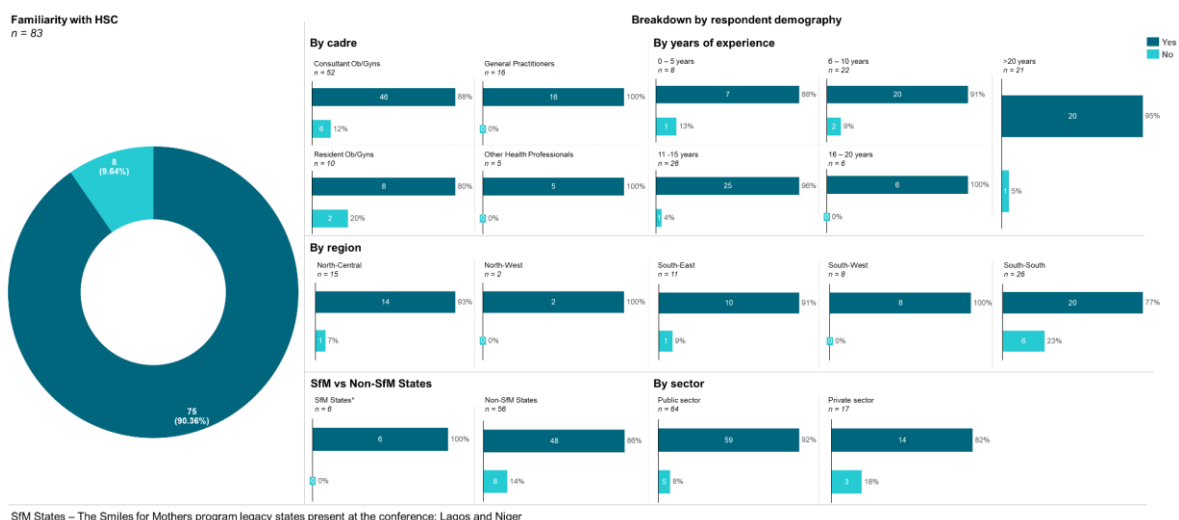 Familiarity with HSC
n = 83
Breakdown by respondent demography
Yes
No
8
(9.64%)
75
(90.36%)
By cadre
Consultant Ob/Gyns
n = 52
46 88%
6 12%
General Practitioners
n = 16
16 100%
0 0%
Resident Ob/Gyns
n = 10
8 80%
2 20%
Other Health Professionals
n = 5
5 100%
0 0%
By years of experience
0 – 5 years
n = 8
7 88%
1 13%
6 – 10 years
n = 22
20 91%
2 9%
>20 years
n = 21
20 95%
1 5%
11 -15 years
n = 26
25 96%
1 4%
16 – 20 years
n = 6
6 100%
0 0%
By region
North-Central
n = 15
14 93%
1 7%
North-West
n = 2
2 100%
0 0%
South-East
n = 11
10 91%
1 9%
South-West
n = 8
8 100%
0 0%
South-South
n = 26
20 77%
6 23%
SfM vs Non-SfM States
SfM States*
n = 6
6 100%
0 0%
Non-SfM States
n = 56
48 86%
8 14%
By sector
Public sector
n = 64
59 92%
5 8%
Private sector
n = 17
14 82%
3 18%
SfM States – The Smiles for Mothers program legacy states present at the conference: Lagos and Niger